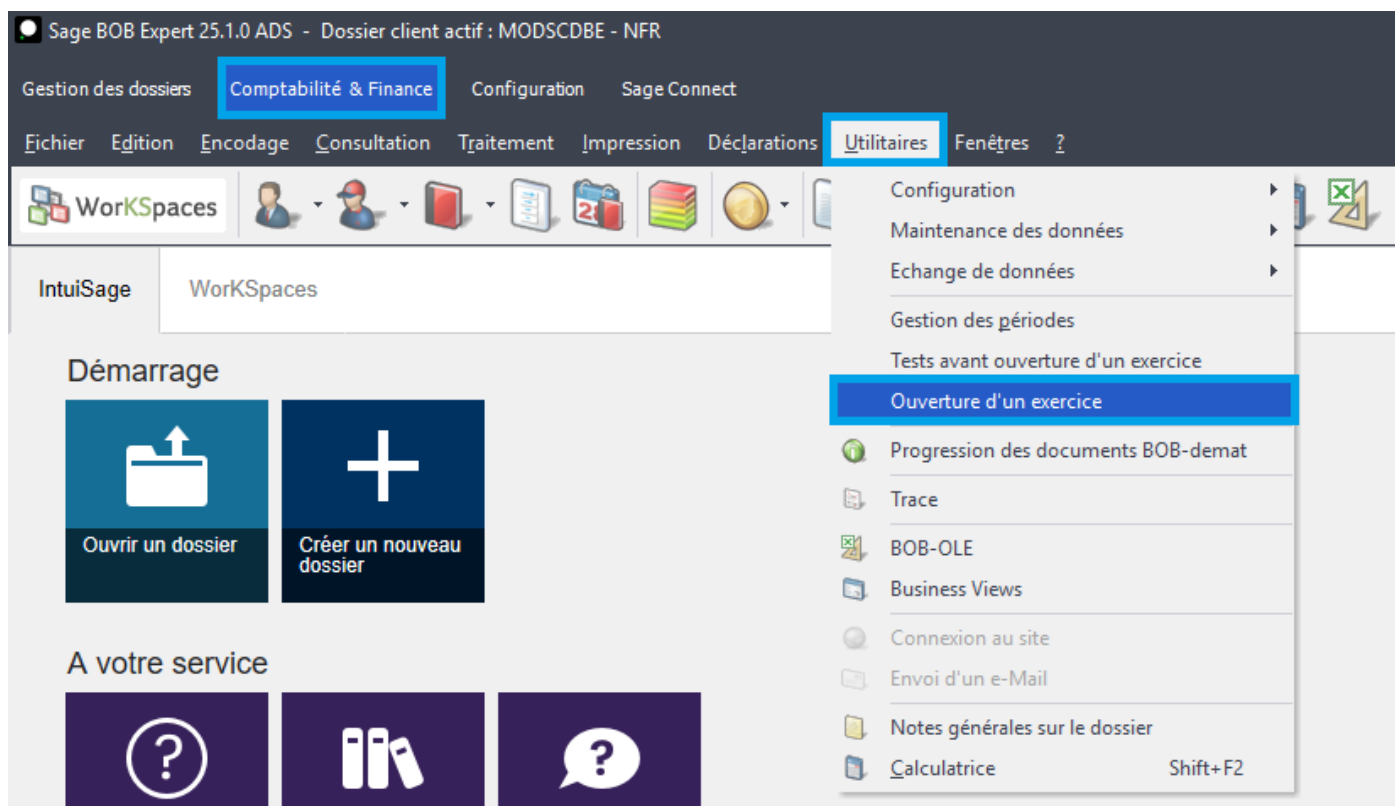 Sage BOB Expert 25.1.0 ADS - Dossier client actif : MODSCDBE - NFR
Gestion des dossiers Comptabilité & Finance Configuration Sage Connect
Fichier Edition Encodage Consultation Traitement Impression Déclarations Utilitaires Fenêtres ?
WorKSpaces
IntuiSage WorKSpaces
Configuration
Maintenance des données
Echange de données
Gestion des périodes
Tests avant ouverture d'un exercice
Ouverture d'un exercice
Progression des documents BOB-demat
Trace
BOB-OLE
Business Views
Connexion au site
Envoi d'un e-Mail
Notes générales sur le dossier
Calculatrice Shift+F2
Démarrage
Ouvrir un dossier
Créer un nouveau
dossier
A votre service